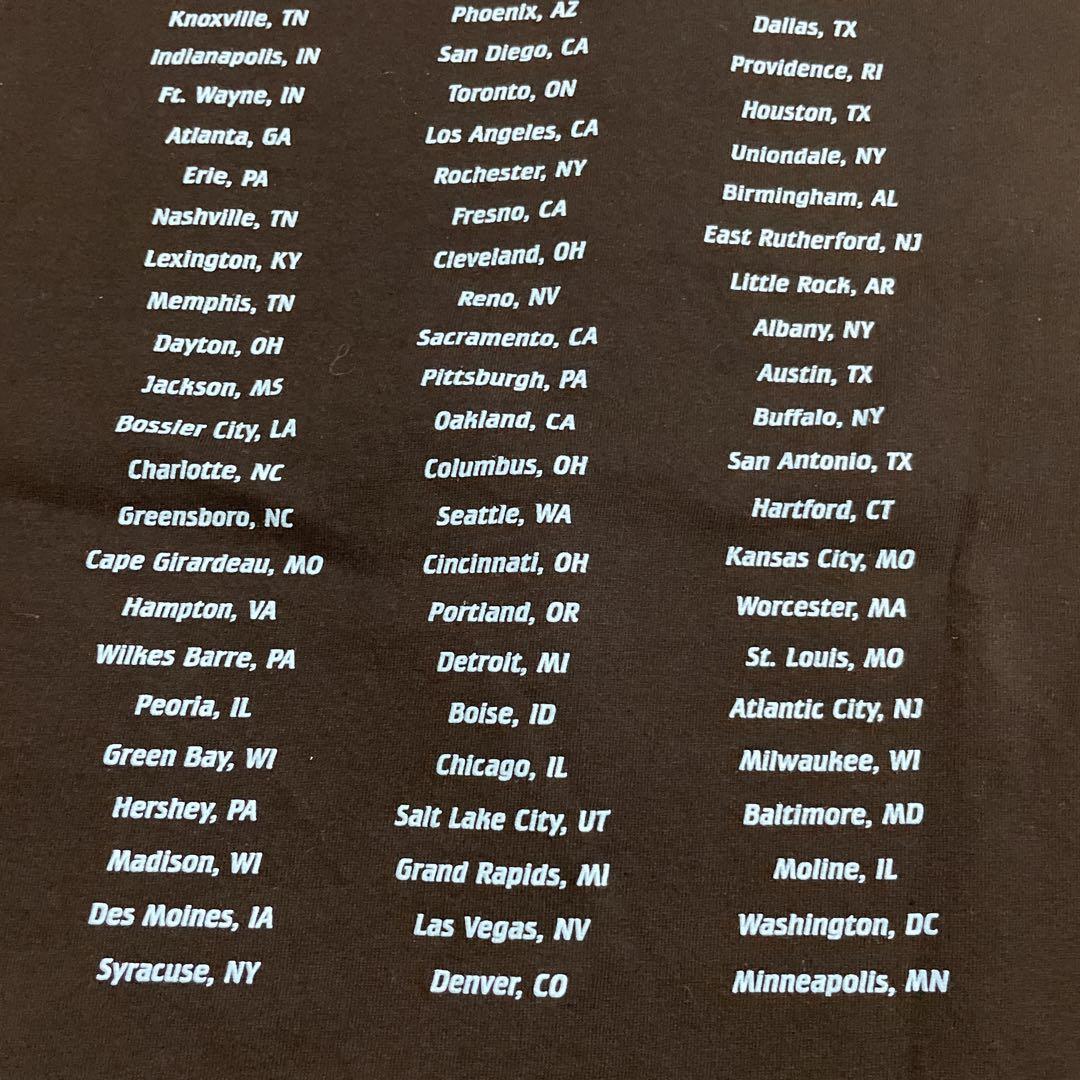 Knoxville, TN
Indianapolis, IN
Ft. Wayne, IN
Atlanta, GA
Erie, PA
Nashville, TN
Lexington, KY
Memphis, TN
Dayton, OH
Jackson, MS
Bossier City, LA
Charlotte, NC
Greensboro, NC
Cape Girardeau, MO
Hampton, VA
Wilkes Barre, PA
Peoria, IL
Green Bay, WI
Hershey, PA
Madison, WI
Des Moines, IA
Syracuse, NY
Phoenix, AZ
San Diego, CA
Toronto, ON
Los Angeles, CA
Rochester, NY
Fresno, CA
Cleveland, OH
Reno, NV
Sacramento, CA
Pittsburgh, PA
Oakland, CA
Columbus, OH
Seattle, WA
Cincinnati, OH
Portland, OR
Detroit, MI
Boise, ID
Chicago, IL
Salt Lake City, UT
Grand Rapids, MI
Las Vegas, NV
Denver, CO
Dallas, TX
Providence, RI
Houston, TX
Uniondale, NY
Birmingham, AL
East Rutherford, NJ
Little Rock, AR
Albany, NY
Austin, TX
Buffalo, NY
San Antonio, TX
Hartford, CT
Kansas City, MO
Worcester, MA
St. Louis, MO
Atlantic City, NJ
Milwaukee, WI
Baltimore, MD
Moline, IL
Washington, DC
Minneapolis, MN